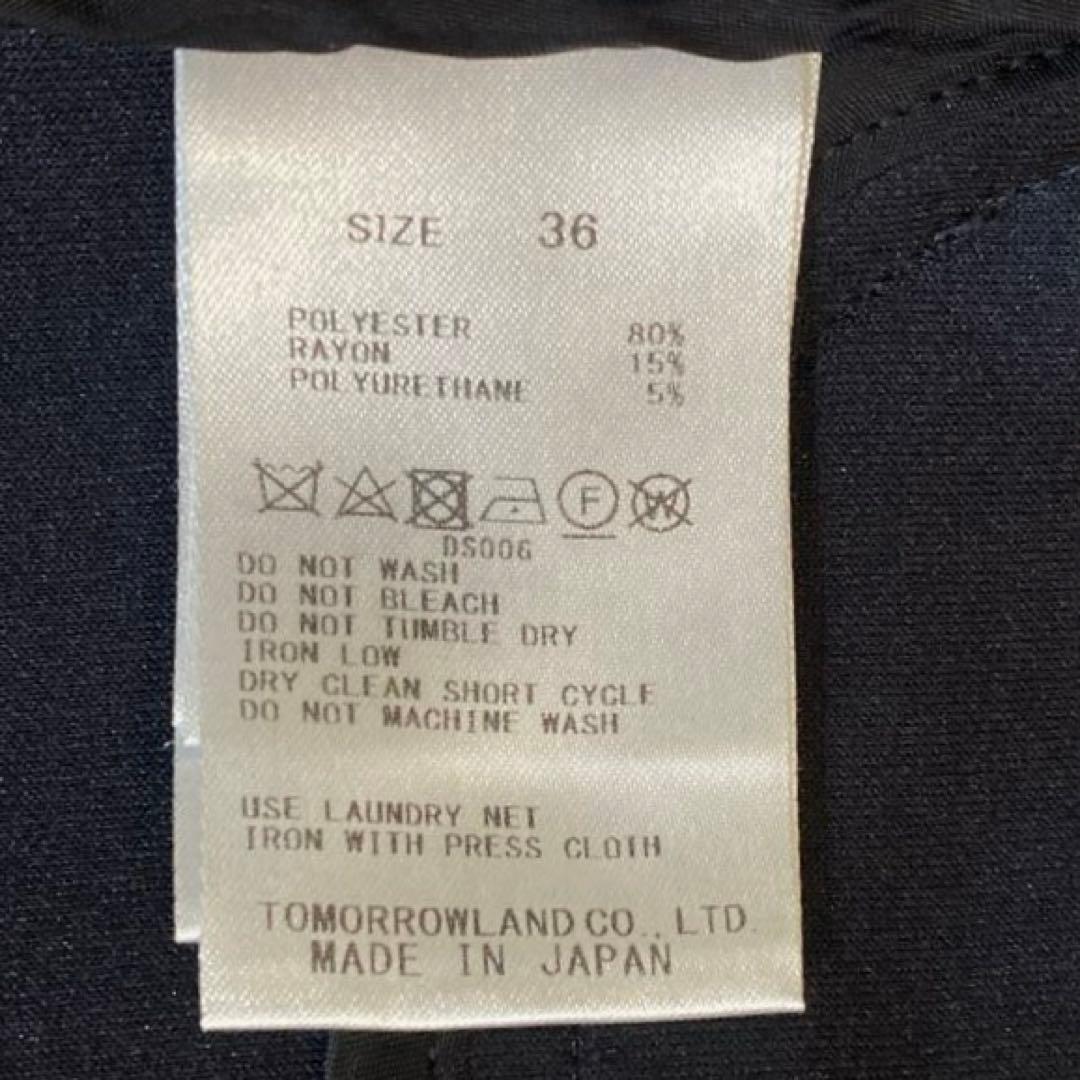 SIZE 36
POLYESTER 80%
RAYON 15%
POLYURETHANE 5%
F W
DS006
DO NOT WASH
DO NOT BLEACH
DO NOT TUMBLE DRY
IRON LOW
DRY CLEAN SHORT CYCLE
DO NOT MACHINE WASH
USE LAUNDRY NET
IRON WITH PRESS CLOTH
TOMORROWLAND CO., LTD.
MADE IN JAPAN